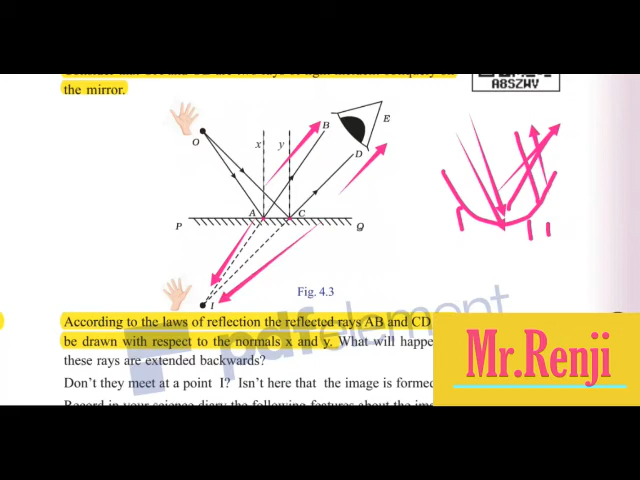 the mirror.
A8SZWV
O
x
y
B
E
D
P
A
C
Q
I
Fig. 4.3
pdfelement
According to the laws of reflection the reflected rays AB and CD
be drawn with respect to the normals x and y. What will happe
these rays are extended backwards?
Don't they meet at a point I? Isn't here that the image is formed
Record in your science diary the following features about the ima
Mr.Renji